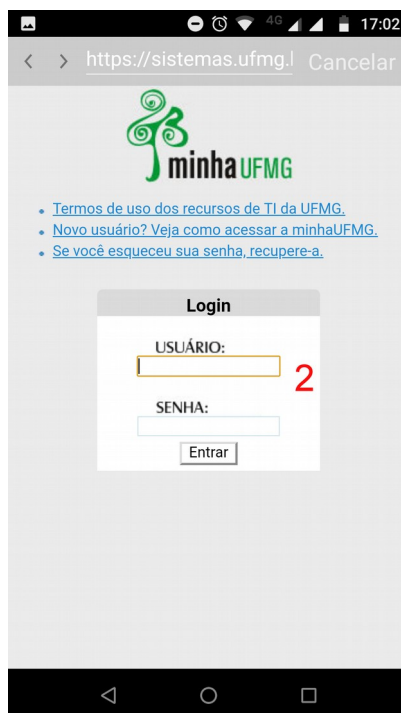 4G 17:02
https://sistemas.ufmg.l Cancelar
minhaUFMG
Termos de uso dos recursos de TI da UFMG.
Novo usuário? Veja como acessar a minhaUFMG.
Se você esqueceu sua senha, recupere-a.
Login
USUÁRIO:
2
SENHA:
Entrar